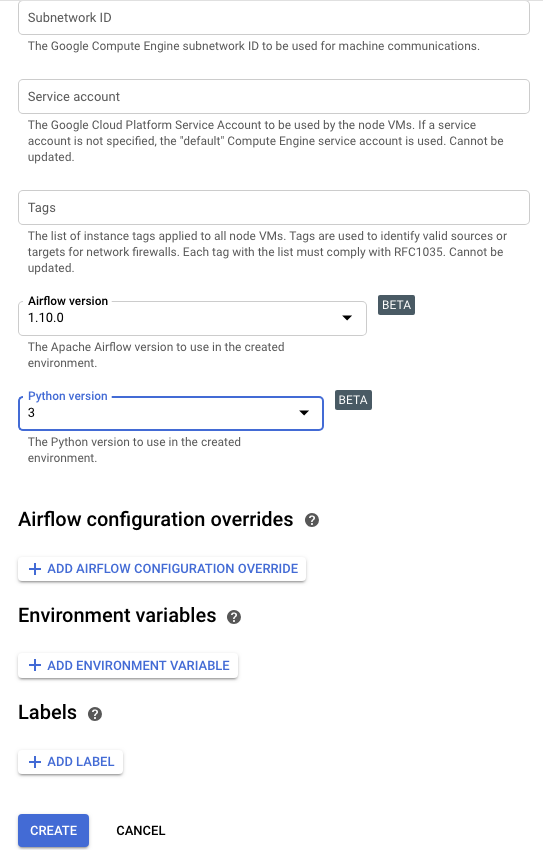 Subnetwork ID
The Google Compute Engine subnetwork ID to be used for machine communications.
Service account
The Google Cloud Platform Service Account to be used by the node VMs. If a service
account is not specified, the "default" Compute Engine service account is used. Cannot be
updated.
Tags
The list of instance tags applied to all node VMs. Tags are used to identify valid sources or
targets for network firewalls. Each tag with the list must comply with RFC1035. Cannot be
updated.
Airflow version
1.10.0
BETA
The Apache Airflow version to use in the created
environment.
Python version
3
BETA
The Python version to use in the created
environment.
Airflow configuration overrides ?
+ ADD AIRFLOW CONFIGURATION OVERRIDE
Environment variables ?
+ ADD ENVIRONMENT VARIABLE
Labels ?
+ ADD LABEL
CREATE CANCEL